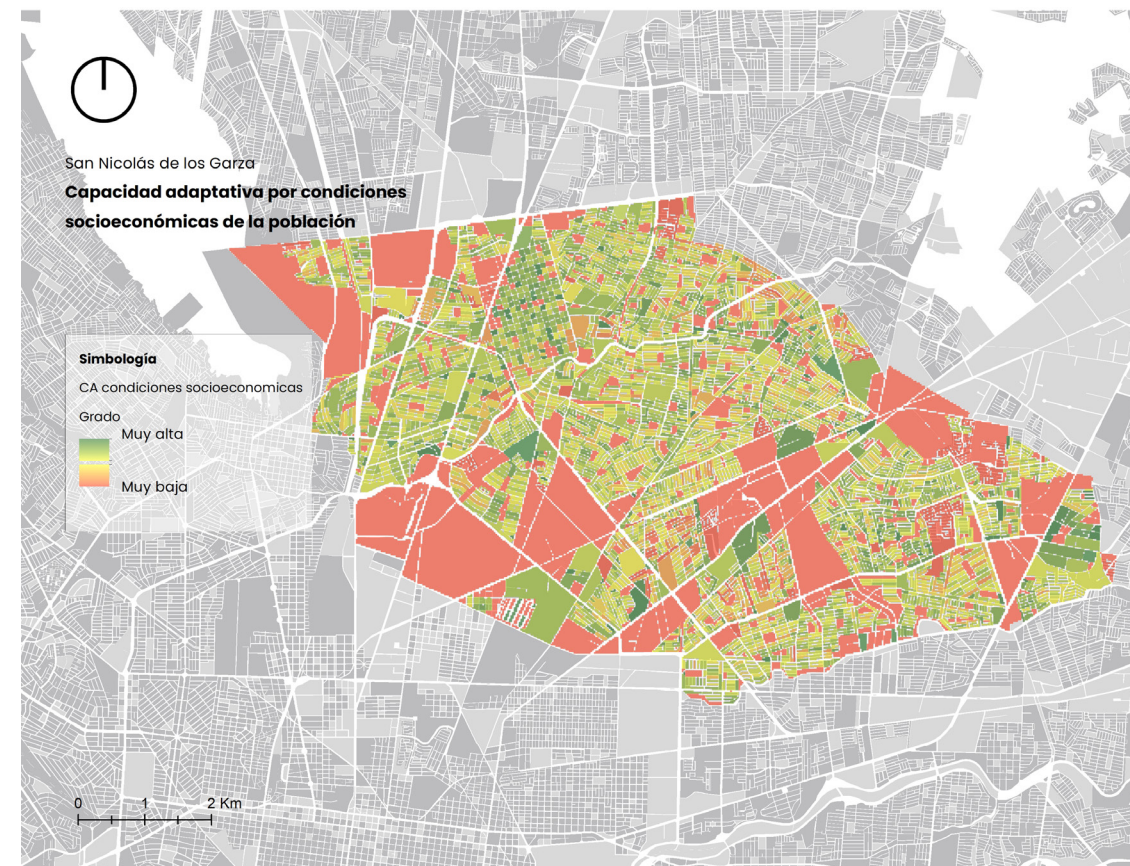 San Nicolás de los Garza
Capacidad adaptativa por condiciones
socioeconómicas de la población
Simbología
CA condiciones socioeconomicas
Grado
Muy alta
Muy baja
0 1 2 Km